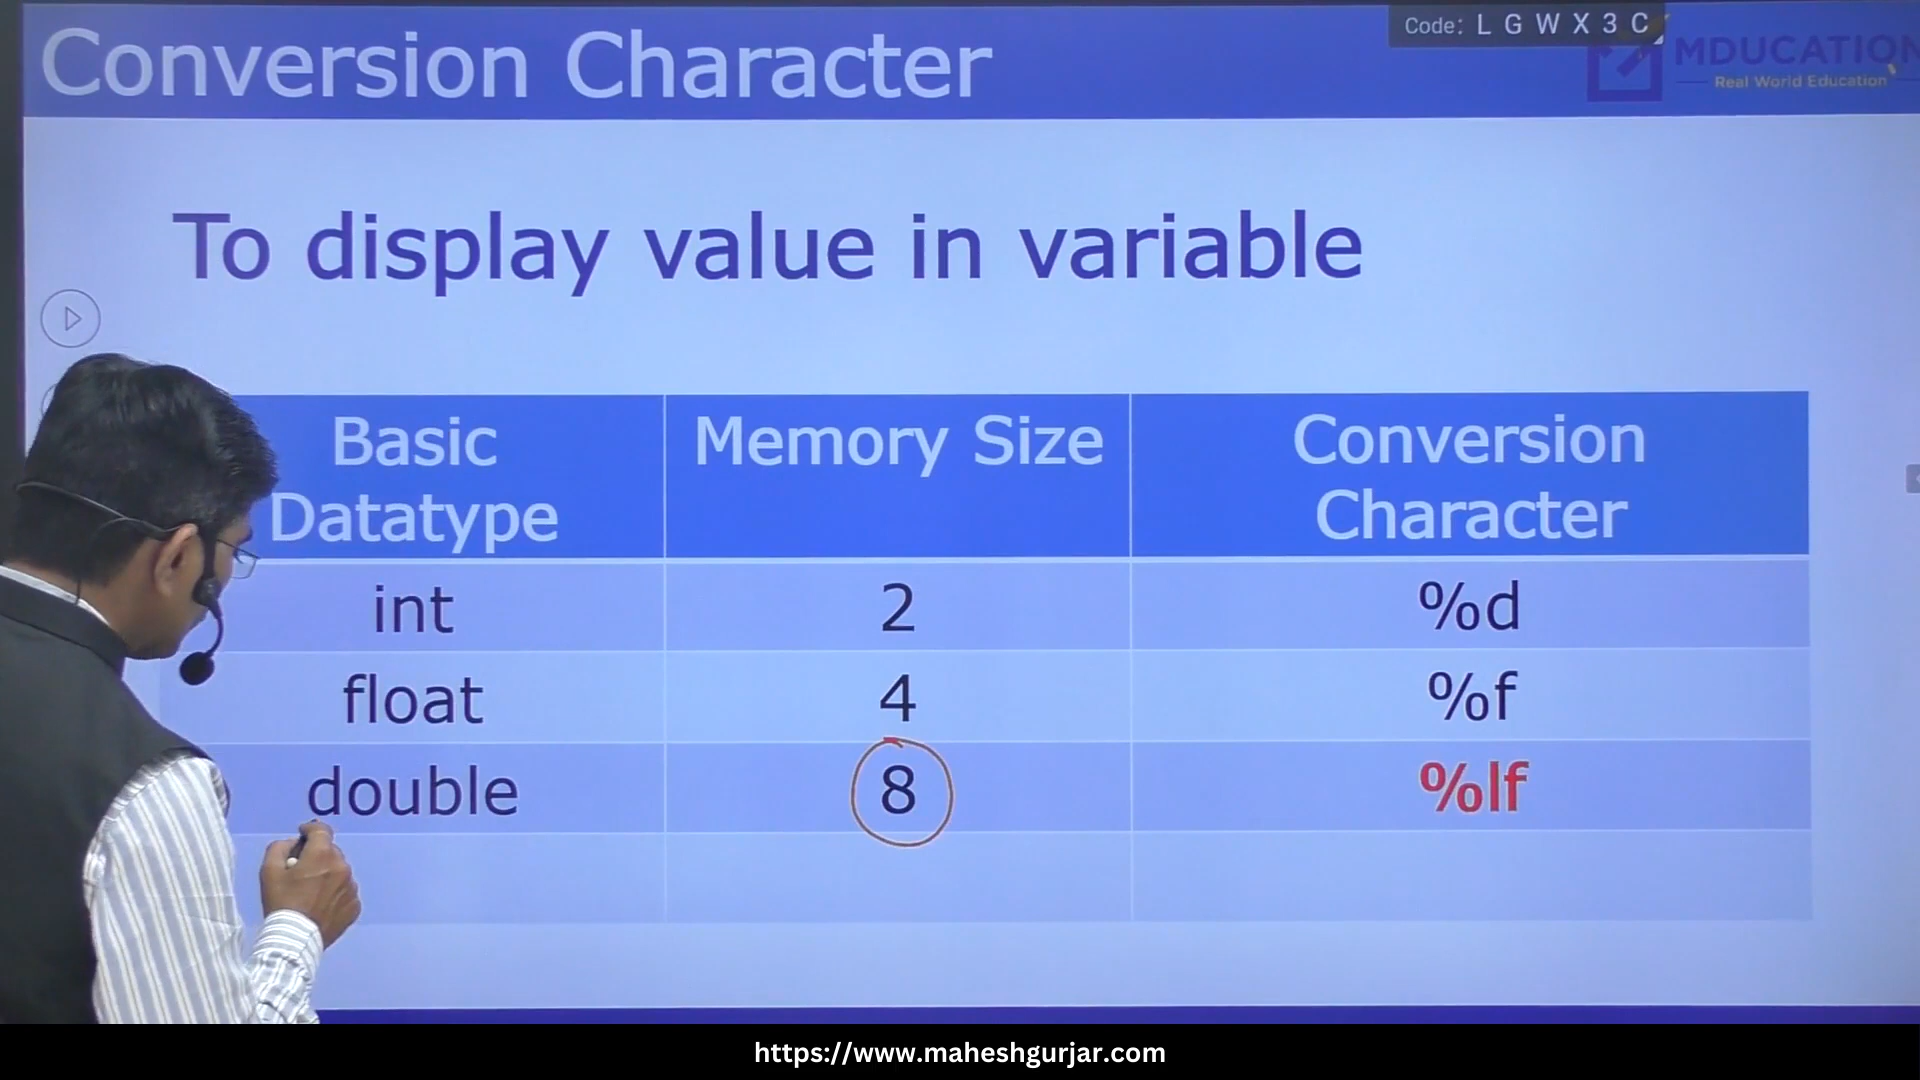 Conversion Character
Code: L G W X 3 C
MDUCATION
Real World Education
To display value in variable
Basic Datatype
Memory Size
Conversion Character
int 2 %d
float 4 %f
double 8 %lf
https://www.maheshgurjar.com